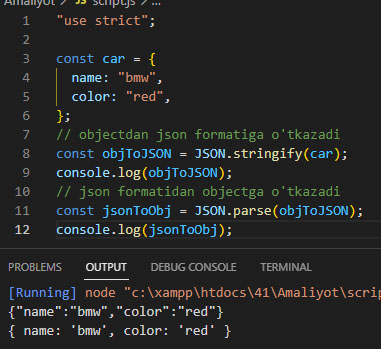 Amaliyot > JS script.js > ...
1 "use strict";
2
3 const car = {
4 name: "bmw",
5 color: "red",
6 };
7 // objectdan json formatiga o'tkazadi
8 const objToJSON = JSON.stringify(car);
9 console.log(objToJSON);
10 // json formatidan objectga o'tkazadi
11 const jsonToObj = JSON.parse(objToJSON);
12 console.log(jsonToObj);
PROBLEMS OUTPUT DEBUG CONSOLE TERMINAL
[Running] node "c:\xampp\htdocs\41\Amaliyot\scrip
{"name":"bmw","color":"red"}
{ name: 'bmw', color: 'red' }